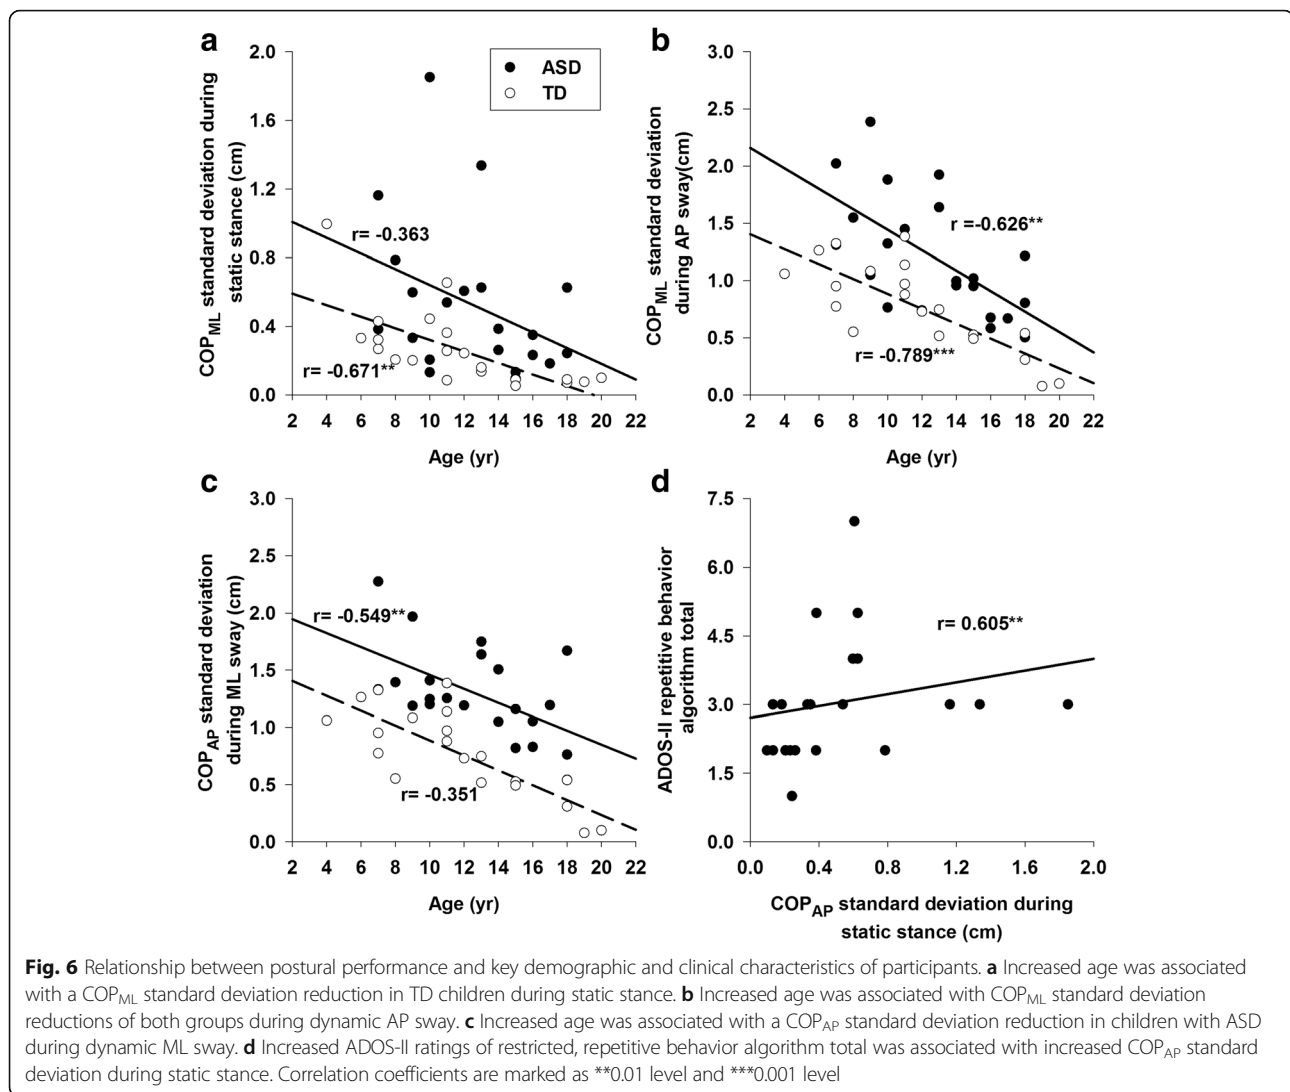 a
2.0
1.6
1.2
0.8
0.4
0.0
COP_ML standard deviation during
static stance (cm)
ASD
TD
r= -0.363
r= -0.671**
2 4 6 8 10 12 14 16 18 20 22
Age (yr)
b
3.0
2.5
2.0
1.5
1.0
0.5
0.0
COP_ML standard deviation
during AP sway(cm)
r =-0.626**
r= -0.789***
2 4 6 8 10 12 14 16 18 20 22
Age (yr)
c
3.0
2.5
2.0
1.5
1.0
0.5
0.0
COP_AP standard deviation
during ML sway (cm)
r= -0.549**
r= -0.351
2 4 6 8 10 12 14 16 18 20 22
Age (yr)
d
7.5
6.0
4.5
3.0
1.5
0.0
ADOS-II repetitive behavior
algorithm total
r= 0.605**
0.0 0.4 0.8 1.2 1.6 2.0
COP_AP standard deviation during
static stance (cm)
Fig. 6 Relationship between postural performance and key demographic and clinical characteristics of participants. a Increased age was associated
with a COP_ML standard deviation reduction in TD children during static stance. b Increased age was associated with COP_ML standard deviation
reductions of both groups during dynamic AP sway. c Increased age was associated with a COP_AP standard deviation reduction in children with ASD
during dynamic ML sway. d Increased ADOS-II ratings of restricted, repetitive behavior algorithm total was associated with increased COP_AP standard
deviation during static stance. Correlation coefficients are marked as **0.01 level and ***0.001 level